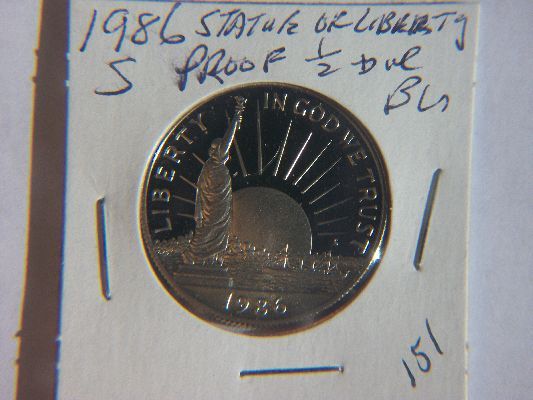 1986 STATUE OF LIBERTY
S PROOF 1/2 DOL
BU
LIBERTY
IN GOD WE TRUST
S
1986
151